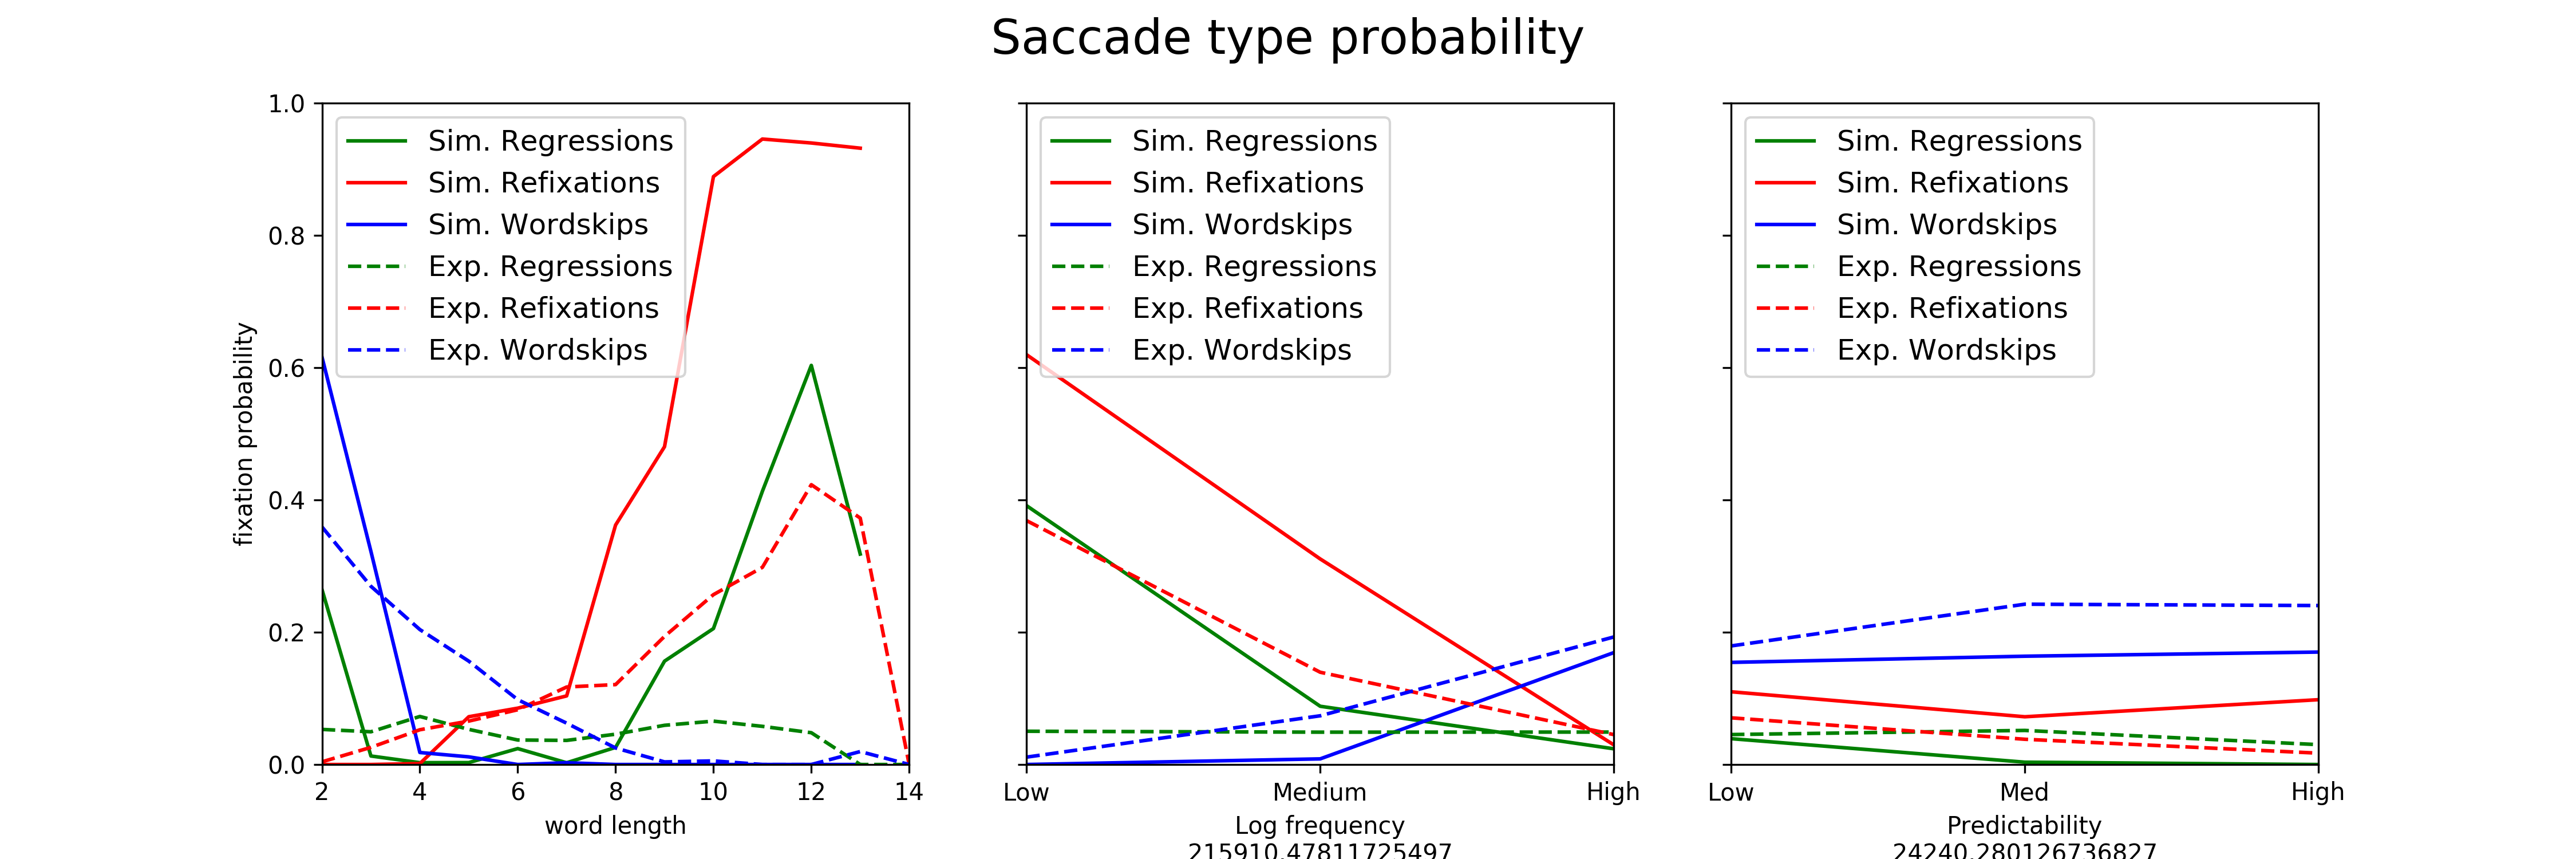 Saccade type probability
1.0
0.8
0.6
0.4
0.2
0.0
fixation probability
Sim. Regressions
Sim. Refixations
Sim. Wordskips
Exp. Regressions
Exp. Refixations
Exp. Wordskips
2 4 6 8 10 12 14
word length
Sim. Regressions
Sim. Refixations
Sim. Wordskips
Exp. Regressions
Exp. Refixations
Exp. Wordskips
Low Medium High
Log frequency
215910.47811725497
Sim. Regressions
Sim. Refixations
Sim. Wordskips
Exp. Regressions
Exp. Refixations
Exp. Wordskips
Low Med High
Predictability
24240.280126736827